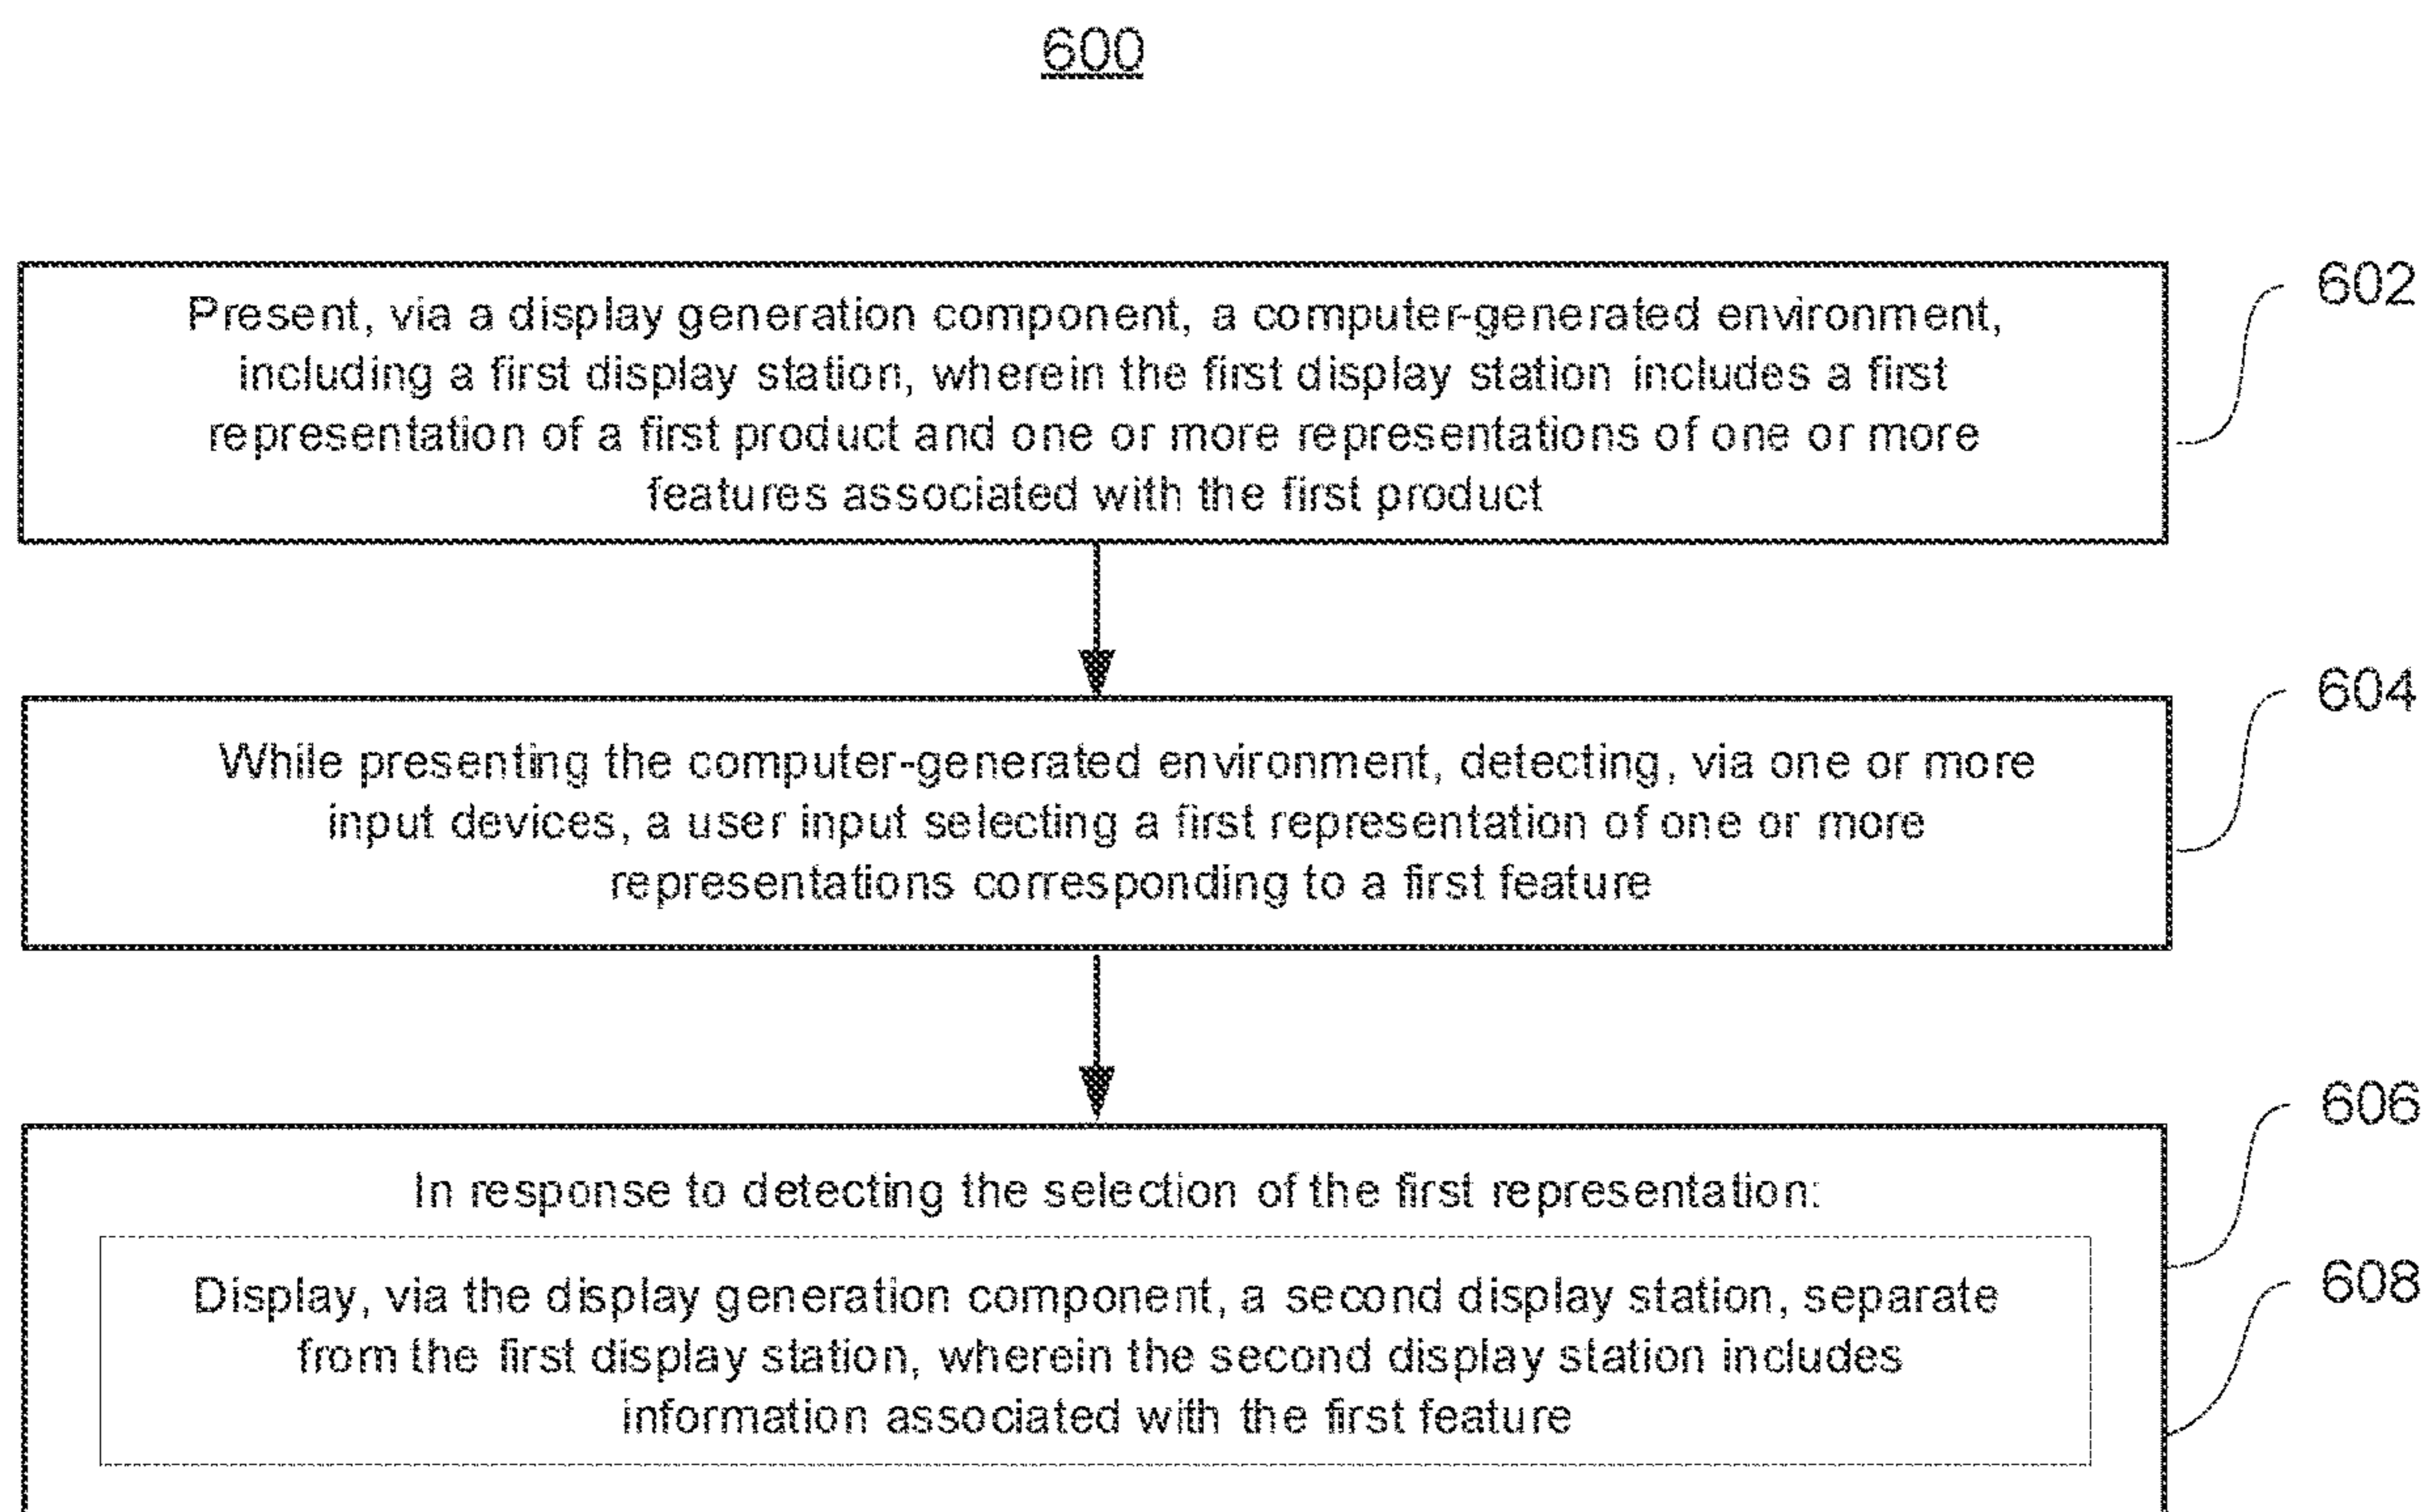 600
Present, via a display generation component, a computer-generated environment,
including a first display station, wherein the first display station includes a first
representation of a first product and one or more representations of one or more
features associated with the first product
602
While presenting the computer-generated environment, detecting, via one or more
input devices, a user input selecting a first representation of one or more
representations corresponding to a first feature
604
In response to detecting the selection of the first representation:
606
Display, via the display generation component, a second display station, separate
from the first display station, wherein the second display station includes
information associated with the first feature
608